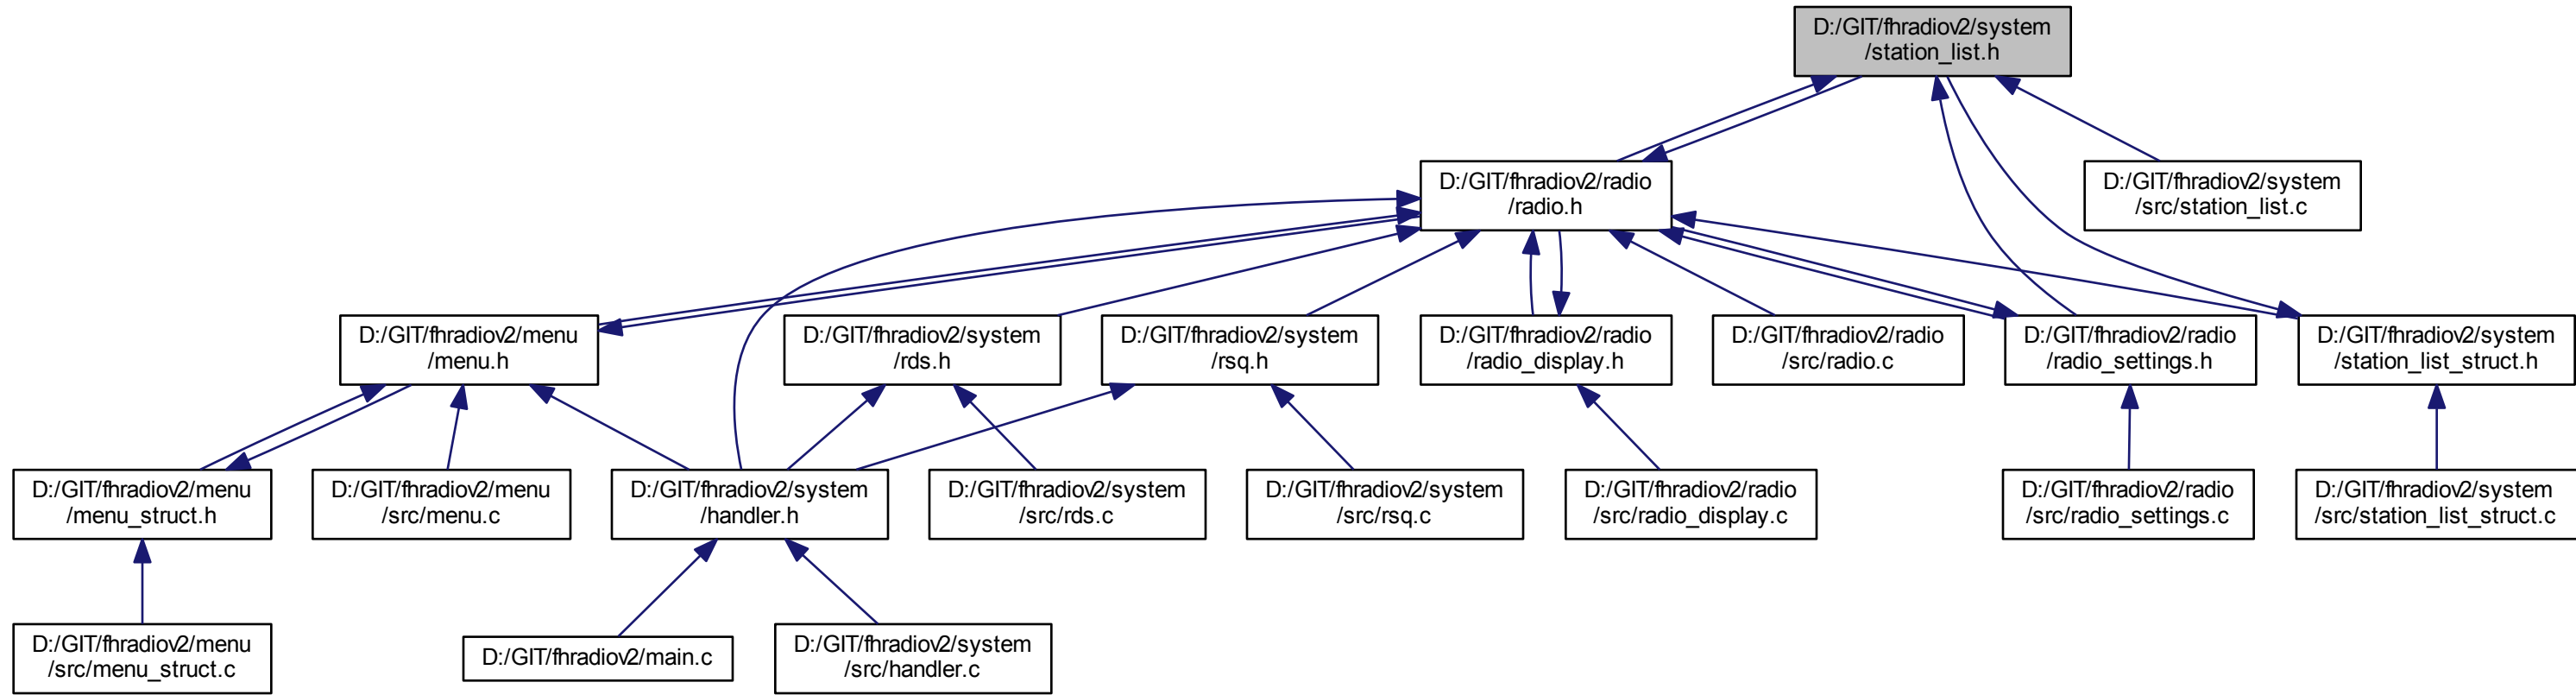 D:/GIT/fhradiov2/system
/station_list.h
D:/GIT/fhradiov2/radio
/radio.h
D:/GIT/fhradiov2/system
/src/station_list.c
D:/GIT/fhradiov2/menu
/menu.h
D:/GIT/fhradiov2/system
/rds.h
D:/GIT/fhradiov2/system
/rsq.h
D:/GIT/fhradiov2/radio
/radio_display.h
D:/GIT/fhradiov2/radio
/src/radio.c
D:/GIT/fhradiov2/radio
/radio_settings.h
D:/GIT/fhradiov2/system
/station_list_struct.h
D:/GIT/fhradiov2/menu
/menu_struct.h
D:/GIT/fhradiov2/menu
/src/menu.c
D:/GIT/fhradiov2/system
/handler.h
D:/GIT/fhradiov2/system
/src/rds.c
D:/GIT/fhradiov2/system
/src/rsq.c
D:/GIT/fhradiov2/radio
/src/radio_display.c
D:/GIT/fhradiov2/radio
/src/radio_settings.c
D:/GIT/fhradiov2/system
/src/station_list_struct.c
D:/GIT/fhradiov2/menu
/src/menu_struct.c
D:/GIT/fhradiov2/main.c
D:/GIT/fhradiov2/system
/src/handler.c